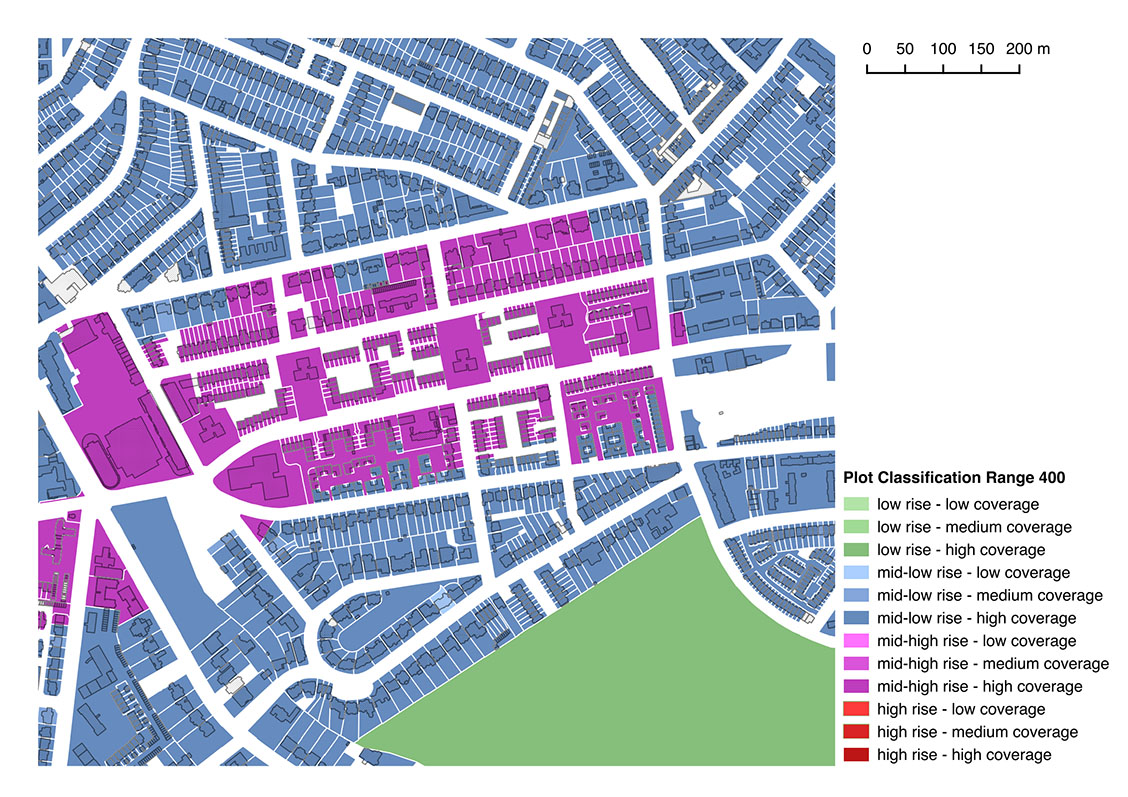 0 50 100 150 200 m
Plot Classification Range 400
low rise - low coverage
low rise - medium coverage
low rise - high coverage
mid-low rise - low coverage
mid-low rise - medium coverage
mid-low rise - high coverage
mid-high rise - low coverage
mid-high rise - medium coverage
mid-high rise - high coverage
high rise - low coverage
high rise - medium coverage
high rise - high coverage